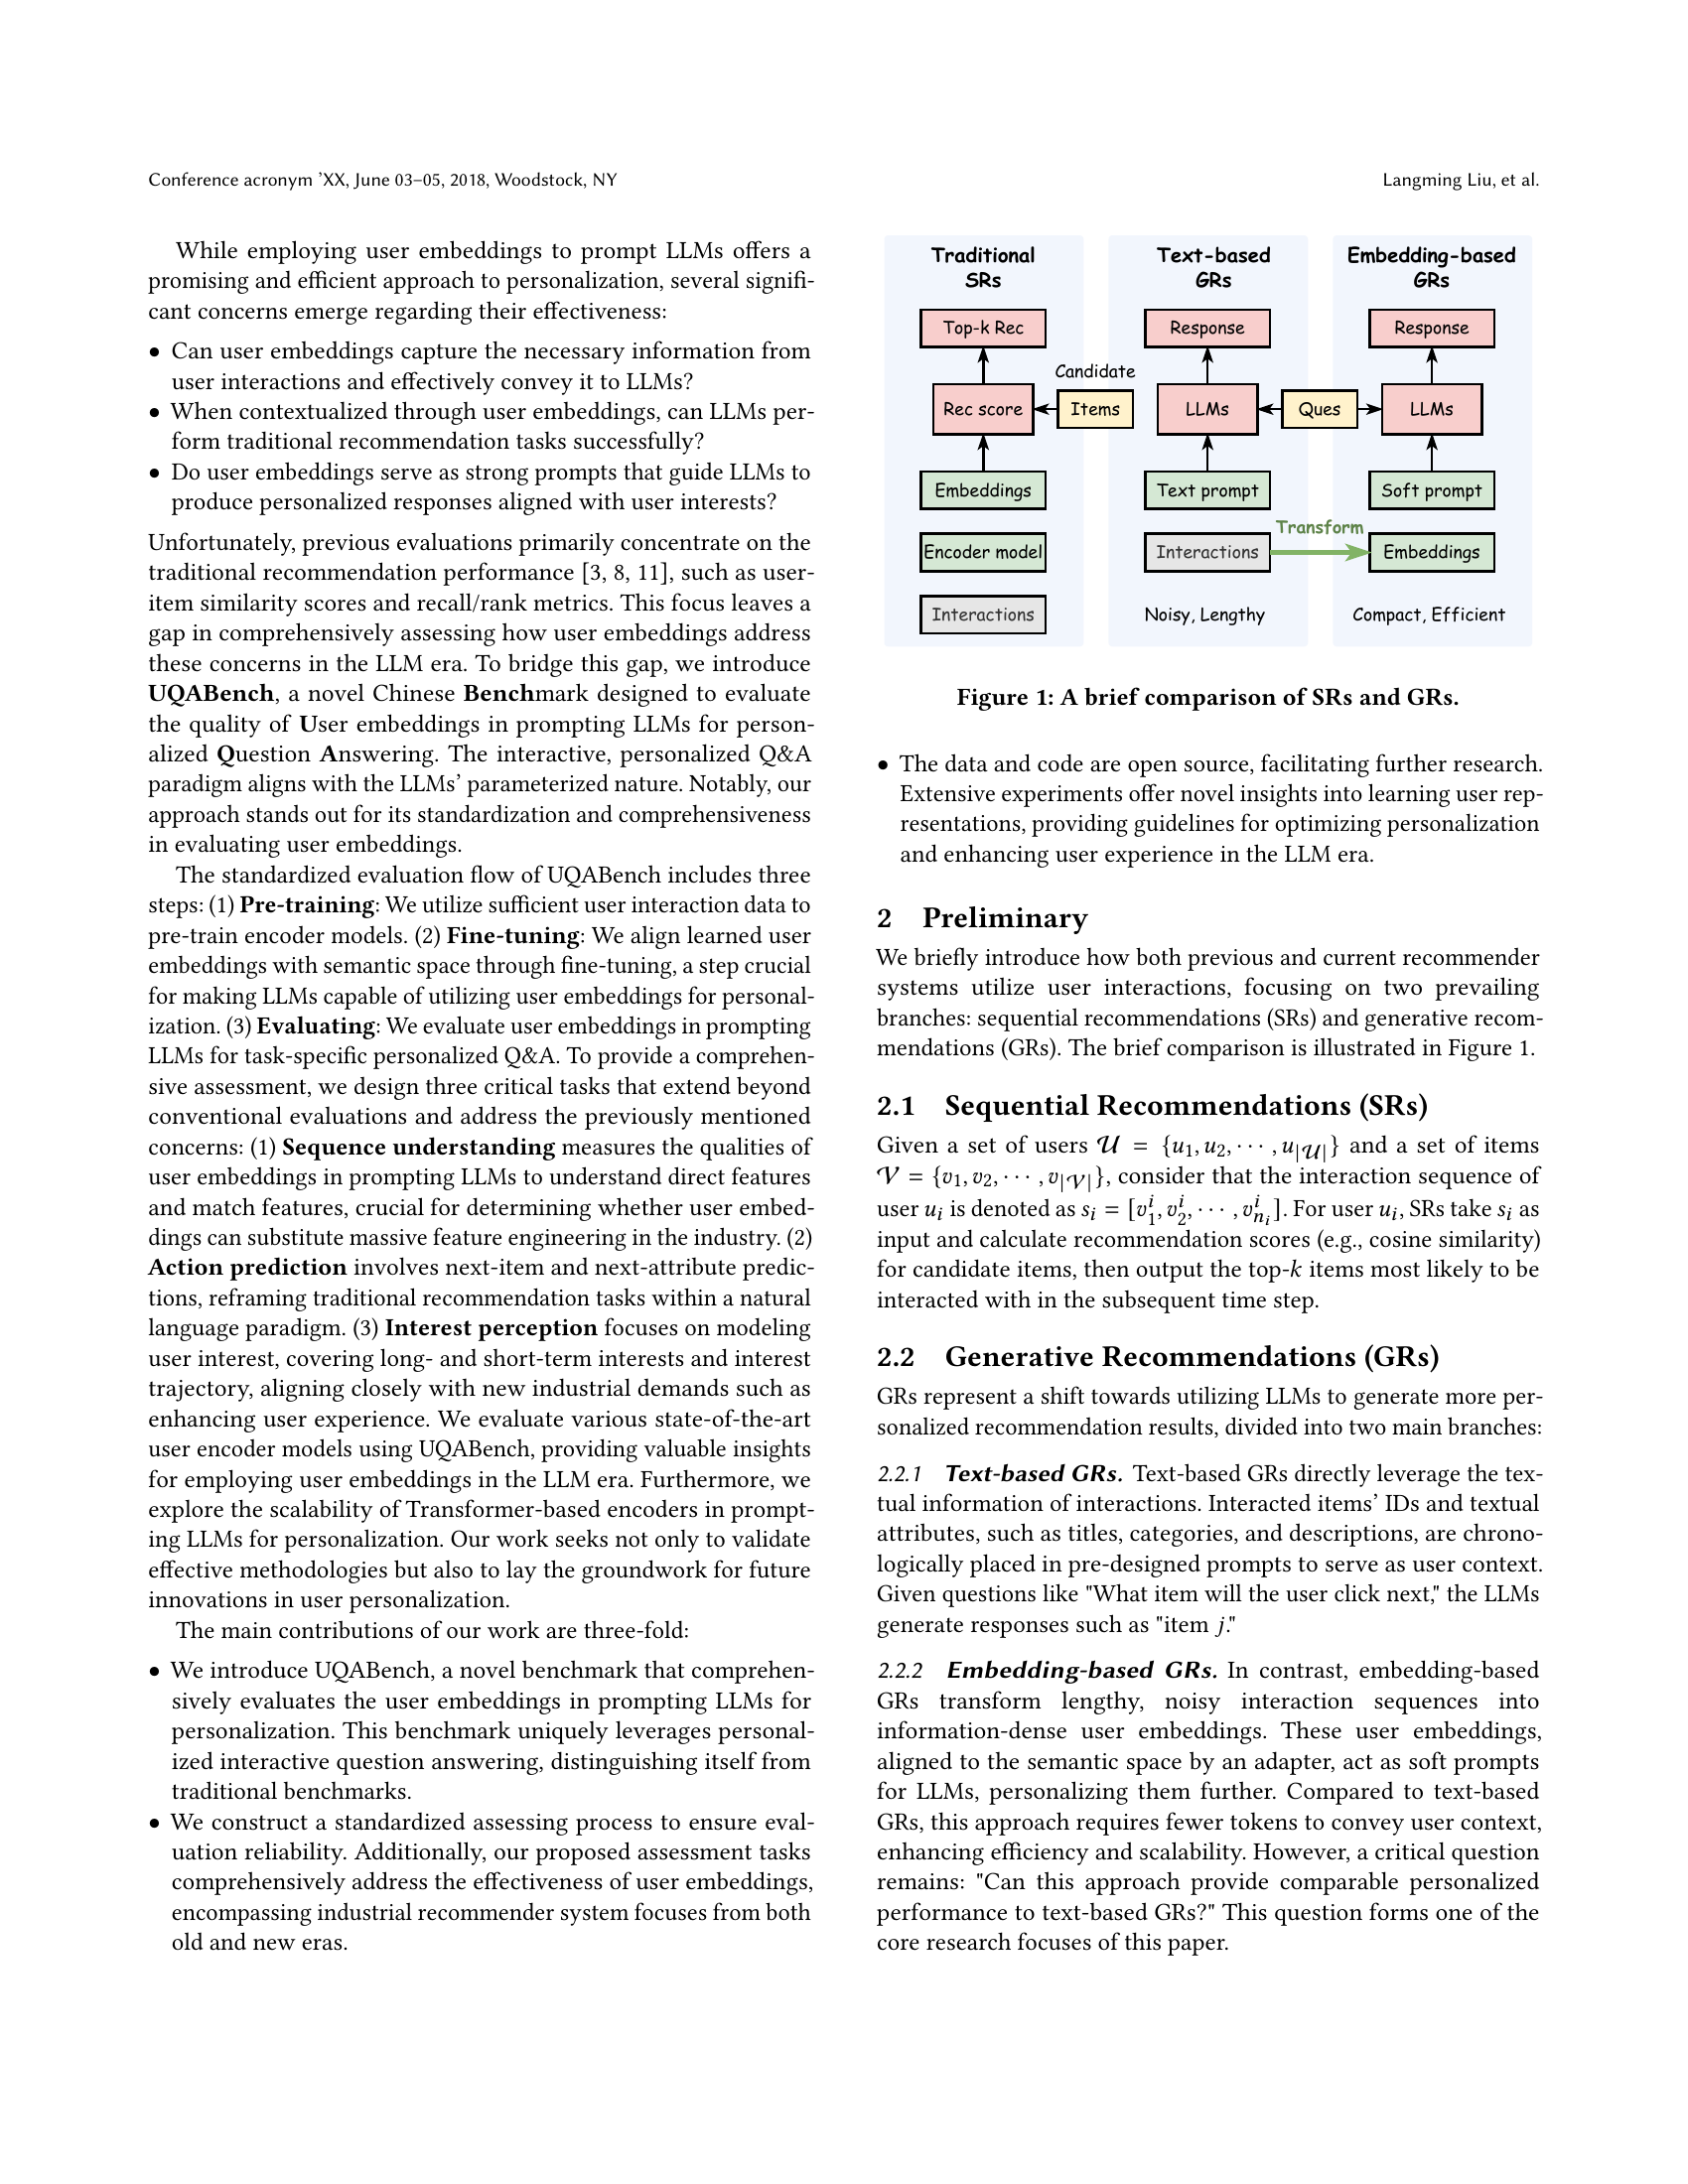 Conference acronym ’XX, June 03–05, 2018, Woodstock, NY
Langming Liu, et al.
While employing user embeddings to prompt LLMs offers a
promising and efficient approach to personalization, several signifi-
cant concerns emerge regarding their effectiveness:
• Can user embeddings capture the necessary information from
user interactions and effectively convey it to LLMs?
• When contextualized through user embeddings, can LLMs per-
form traditional recommendation tasks successfully?
• Do user embeddings serve as strong prompts that guide LLMs to
produce personalized responses aligned with user interests?
Unfortunately, previous evaluations primarily concentrate on the
traditional recommendation performance [3, 8, 11], such as user-
item similarity scores and recall/rank metrics. This focus leaves a
gap in comprehensively assessing how user embeddings address
these concerns in the LLM era. To bridge this gap, we introduce
UQABench, a novel Chinese Benchmark designed to evaluate
the quality of User embeddings in prompting LLMs for person-
alized Question Answering. The interactive, personalized Q&A
paradigm aligns with the LLMs’ parameterized nature. Notably, our
approach stands out for its standardization and comprehensiveness
in evaluating user embeddings.
The standardized evaluation flow of UQABench includes three
steps: (1) Pre-training: We utilize sufficient user interaction data to
pre-train encoder models. (2) Fine-tuning: We align learned user
embeddings with semantic space through fine-tuning, a step crucial
for making LLMs capable of utilizing user embeddings for personal-
ization. (3) Evaluating: We evaluate user embeddings in prompting
LLMs for task-specific personalized Q&A. To provide a comprehen-
sive assessment, we design three critical tasks that extend beyond
conventional evaluations and address the previously mentioned
concerns: (1) Sequence understanding measures the qualities of
user embeddings in prompting LLMs to understand direct features
and match features, crucial for determining whether user embed-
dings can substitute massive feature engineering in the industry. (2)
Action prediction involves next-item and next-attribute predic-
tions, reframing traditional recommendation tasks within a natural
language paradigm. (3) Interest perception focuses on modeling
user interest, covering long- and short-term interests and interest
trajectory, aligning closely with new industrial demands such as
enhancing user experience. We evaluate various state-of-the-art
user encoder models using UQABench, providing valuable insights
for employing user embeddings in the LLM era. Furthermore, we
explore the scalability of Transformer-based encoders in prompt-
ing LLMs for personalization. Our work seeks not only to validate
effective methodologies but also to lay the groundwork for future
innovations in user personalization.
The main contributions of our work are three-fold:
• We introduce UQABench, a novel benchmark that comprehen-
sively evaluates the user embeddings in prompting LLMs for
personalization. This benchmark uniquely leverages personal-
ized interactive question answering, distinguishing itself from
traditional benchmarks.
• We construct a standardized assessing process to ensure eval-
uation reliability. Additionally, our proposed assessment tasks
comprehensively address the effectiveness of user embeddings,
encompassing industrial recommender system focuses from both
old and new eras.
Traditional
SRs
Top-k Rec
Rec score
Embeddings
Encoder model
Interactions
Candidate
Items
Text-based
GRs
Response
LLMs
Text prompt
Interactions
Noisy, Lengthy
Ques
Transform
Embedding-based
GRs
Response
LLMs
Soft prompt
Embeddings
Compact, Efficient
Figure 1: A brief comparison of SRs and GRs.
• The data and code are open source, facilitating further research.
Extensive experiments offer novel insights into learning user rep-
resentations, providing guidelines for optimizing personalization
and enhancing user experience in the LLM era.
2 Preliminary
We briefly introduce how both previous and current recommender
systems utilize user interactions, focusing on two prevailing
branches: sequential recommendations (SRs) and generative recom-
mendations (GRs). The brief comparison is illustrated in Figure 1.
2.1 Sequential Recommendations (SRs)
Given a set of users 𝒰 = {u₁, u₂, · · · , u_|𝒰|} and a set of items
𝒱 = {v₁, v₂, · · · , v_|𝒱|}, consider that the interaction sequence of
user u_i is denoted as s_i = [v_1^i, v_2^i, · · · , v_{n_i}^i]. For user u_i, SRs take s_i as
input and calculate recommendation scores (e.g., cosine similarity)
for candidate items, then output the top-k items most likely to be
interacted with in the subsequent time step.
2.2 Generative Recommendations (GRs)
GRs represent a shift towards utilizing LLMs to generate more per-
sonalized recommendation results, divided into two main branches:
2.2.1 Text-based GRs. Text-based GRs directly leverage the tex-
tual information of interactions. Interacted items’ IDs and textual
attributes, such as titles, categories, and descriptions, are chrono-
logically placed in pre-designed prompts to serve as user context.
Given questions like "What item will the user click next," the LLMs
generate responses such as "item j."
2.2.2 Embedding-based GRs. In contrast, embedding-based
GRs transform lengthy, noisy interaction sequences into
information-dense user embeddings. These user embeddings,
aligned to the semantic space by an adapter, act as soft prompts
for LLMs, personalizing them further. Compared to text-based
GRs, this approach requires fewer tokens to convey user context,
enhancing efficiency and scalability. However, a critical question
remains: "Can this approach provide comparable personalized
performance to text-based GRs?" This question forms one of the
core research focuses of this paper.